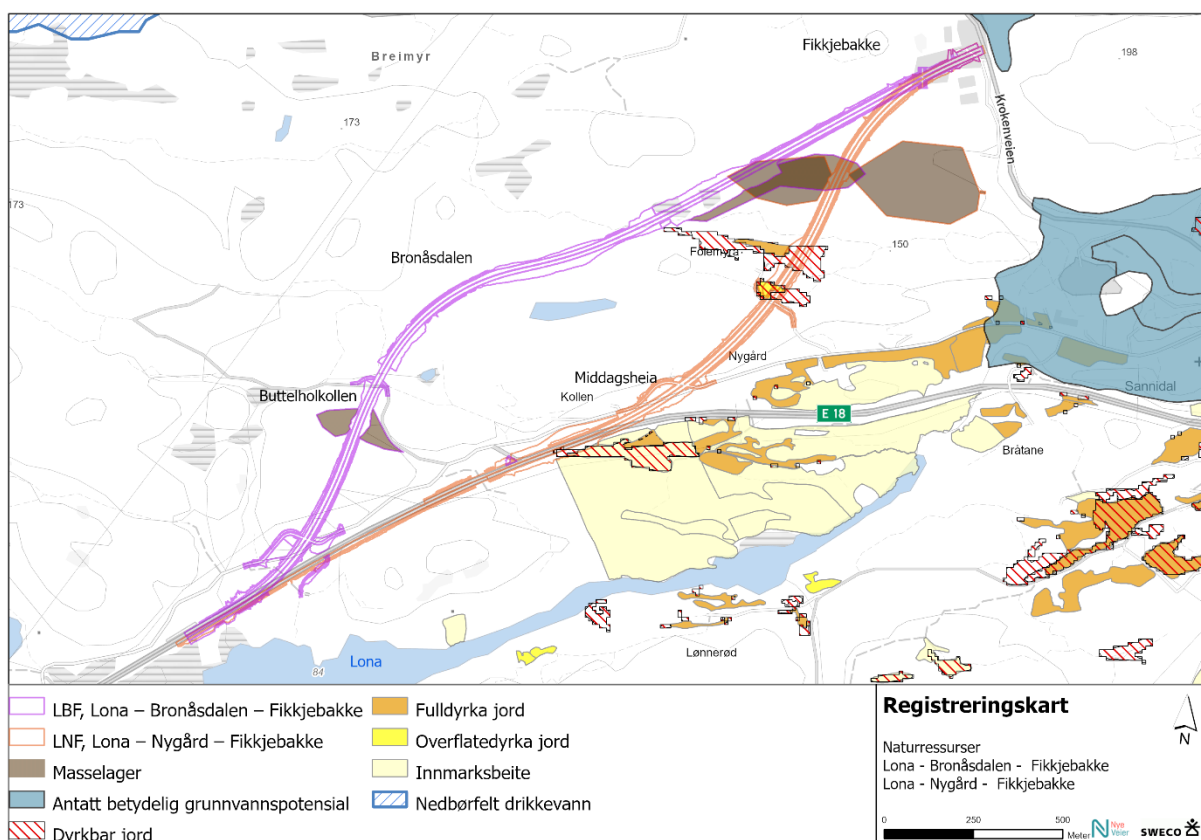 Fikkjebakke
Breimyr
198
Krokenveien
173
173
Bronåsdalen
Følemyra
150
Nygård
Middagsheia
Kollen
Buttelholkollen
E 18
Sannidal
Bråtane
Lønnerød
Lona
84
LBF, Lona – Bronåsdalen – Fikkjebakke
LNF, Lona – Nygård – Fikkjebakke
Masselager
Antatt betydelig grunnvannspotensial
Dyrkbar jord
Fulldyrka jord
Overflatedyrka jord
Innmarksbeite
Nedbørfelt drikkevann
Registreringskart
Naturressurser
Lona - Bronåsdalen - Fikkjebakke
Lona - Nygård - Fikkjebakke
N
0 250 500
Meter
Nye
Veier
SWECO